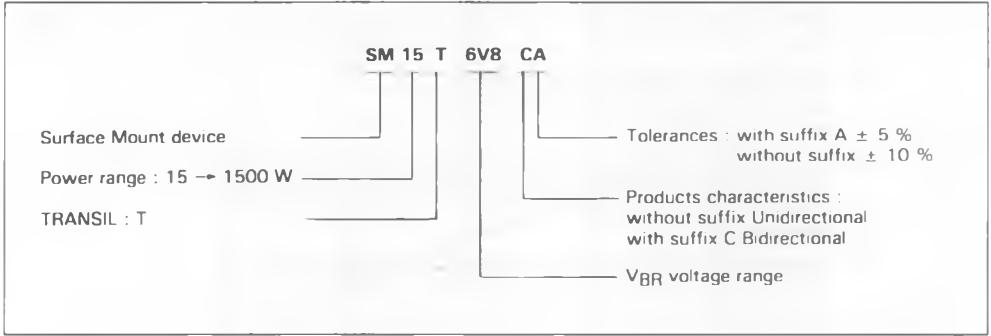 SM 15 T 6V8 CA
Surface Mount device
Power range : 15 → 1500 W
TRANSIL : T
Tolerances : with suffix A ± 5 %
without suffix ± 10 %
Products characteristics :
without suffix Unidirectional
with suffix C Bidirectional
VBR voltage range